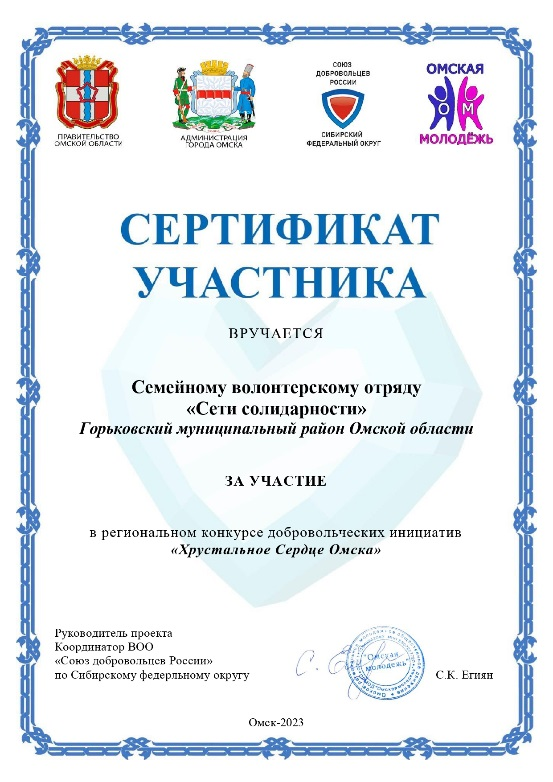 ПРАВИТЕЛЬСТВО
ОМСКОЙ ОБЛАСТИ
АДМИНИСТРАЦИЯ
ГОРОДА ОМСКА
СОЮЗ
ДОБРОВОЛЬЦЕВ
РОССИИ
СИБИРСКИЙ
ФЕДЕРАЛЬНЫЙ ОКРУГ
ОМСКАЯ
О М
МОЛОДЁЖЬ
СЕРТИФИКАТ
УЧАСТНИКА
ВРУЧАЕТСЯ
Семейному волонтерскому отряду
«Сети солидарности»
Горьковский муниципальный район Омской области
ЗА УЧАСТИЕ
в региональном конкурсе добровольческих инициатив
«Хрустальное Сердце Омска»
Руководитель проекта
Координатор ВОО
«Союз добровольцев России»
по Сибирскому федерльному округу
"Омская
молодежь"
С.К. Егиян
Омск-2023